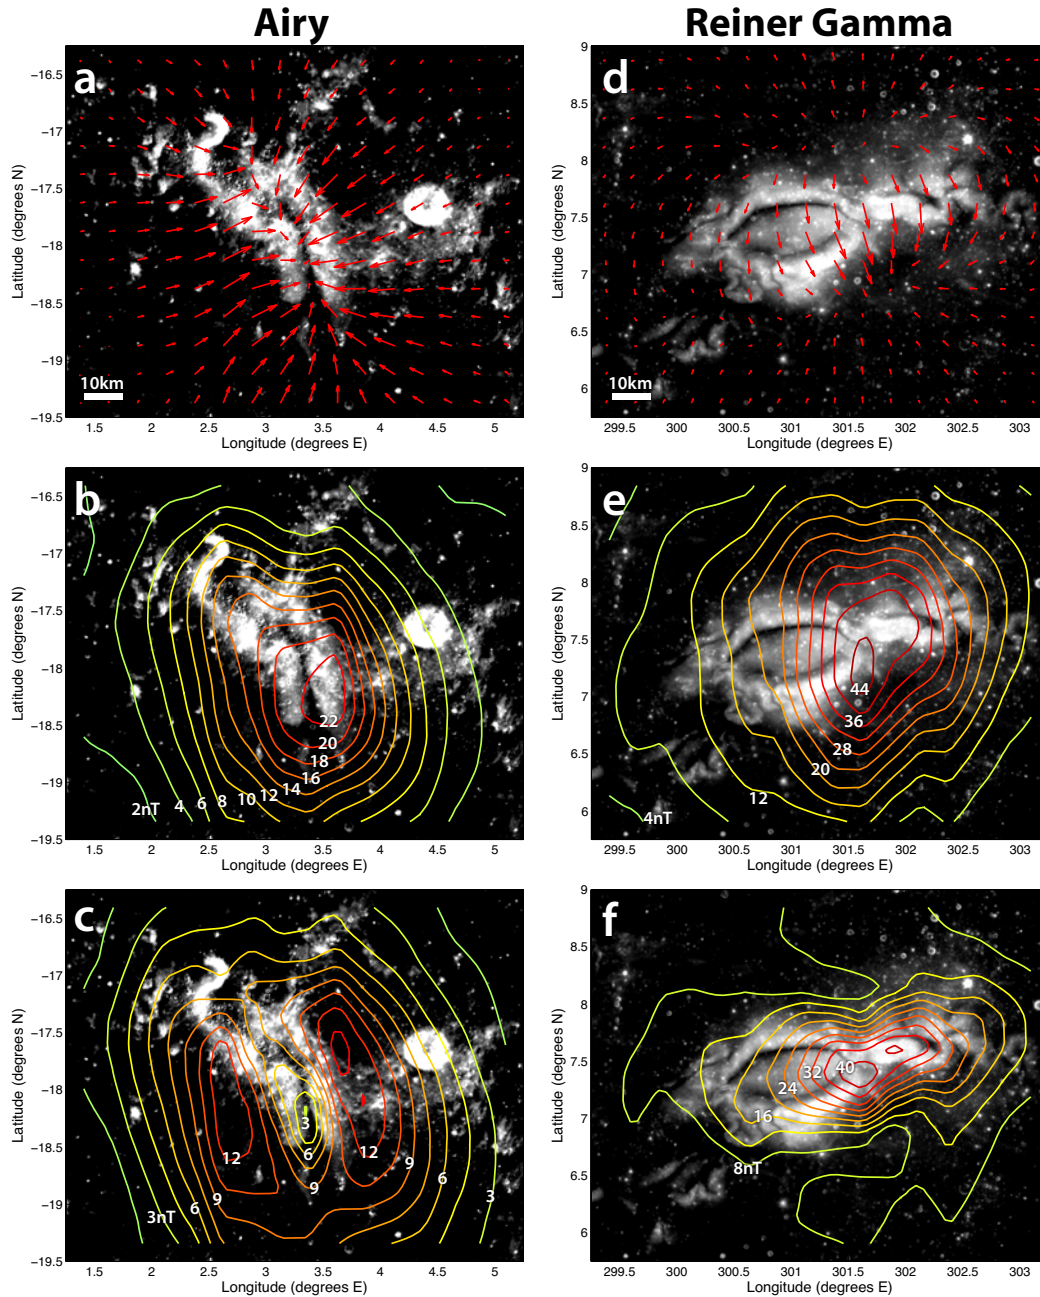 Airy
Reiner Gamma
a
−16.5
−17
−17.5
−18
−18.5
−19
−19.5
Latitude (degrees N)
10km
1.5 2 2.5 3 3.5 4 4.5 5
Longitude (degrees E)
d
9
8.5
8
7.5
7
6.5
6
Latitude (degrees N)
10km
299.5 300 300.5 301 301.5 302 302.5 303
Longitude (degrees E)
b
−16.5
−17
−17.5
−18
−18.5
−19
−19.5
Latitude (degrees N)
22
20
18
16
14
12
10
8
6
4
2nT
1.5 2 2.5 3 3.5 4 4.5 5
Longitude (degrees E)
e
9
8.5
8
7.5
7
6.5
6
Latitude (degrees N)
44
36
28
20
12
4nT
299.5 300 300.5 301 301.5 302 302.5 303
Longitude (degrees E)
c
−16.5
−17
−17.5
−18
−18.5
−19
−19.5
Latitude (degrees N)
3
6
9
12
12
9
6
3
9
6
3nT
1.5 2 2.5 3 3.5 4 4.5 5
Longitude (degrees E)
f
9
8.5
8
7.5
7
6.5
6
Latitude (degrees N)
40
32
24
16
8nT
299.5 300 300.5 301 301.5 302 302.5 303
Longitude (degrees E)